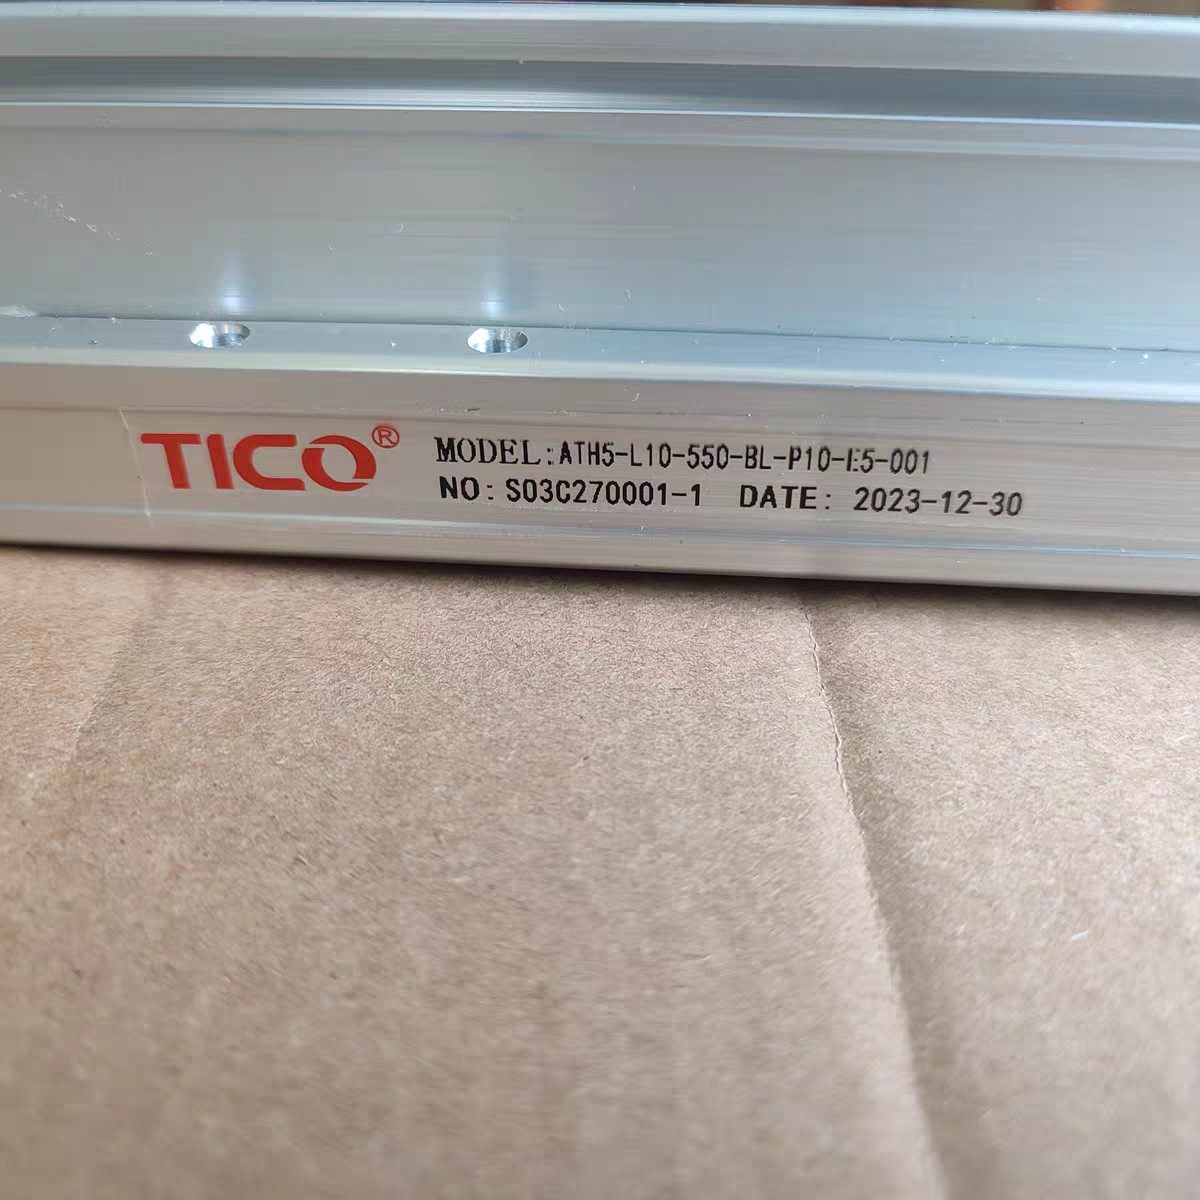 TICO® MODEL:ATH5-L10-550-BL-P10-E5-001
NO: S03C270001-1 DATE: 2023-12-30